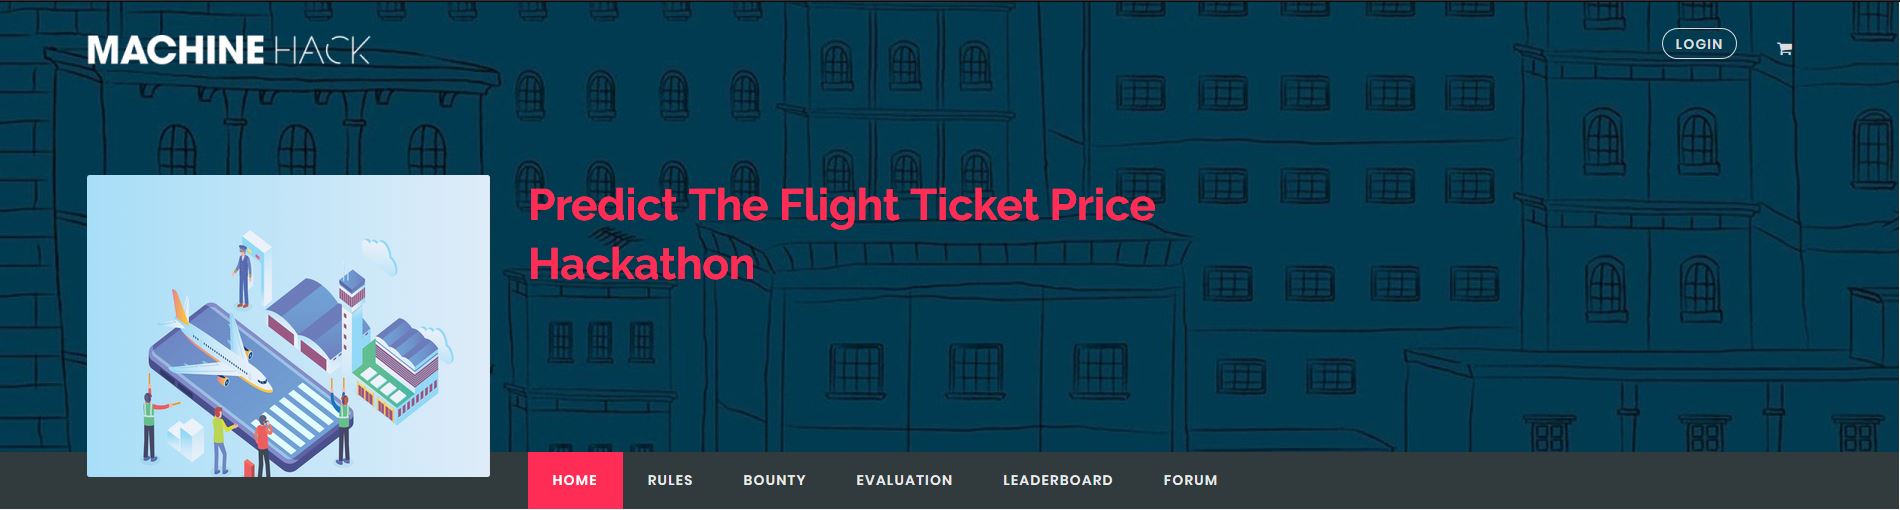 MACHINE HACK
LOGIN
Predict The Flight Ticket Price
Hackathon
HOME RULES BOUNTY EVALUATION LEADERBOARD FORUM